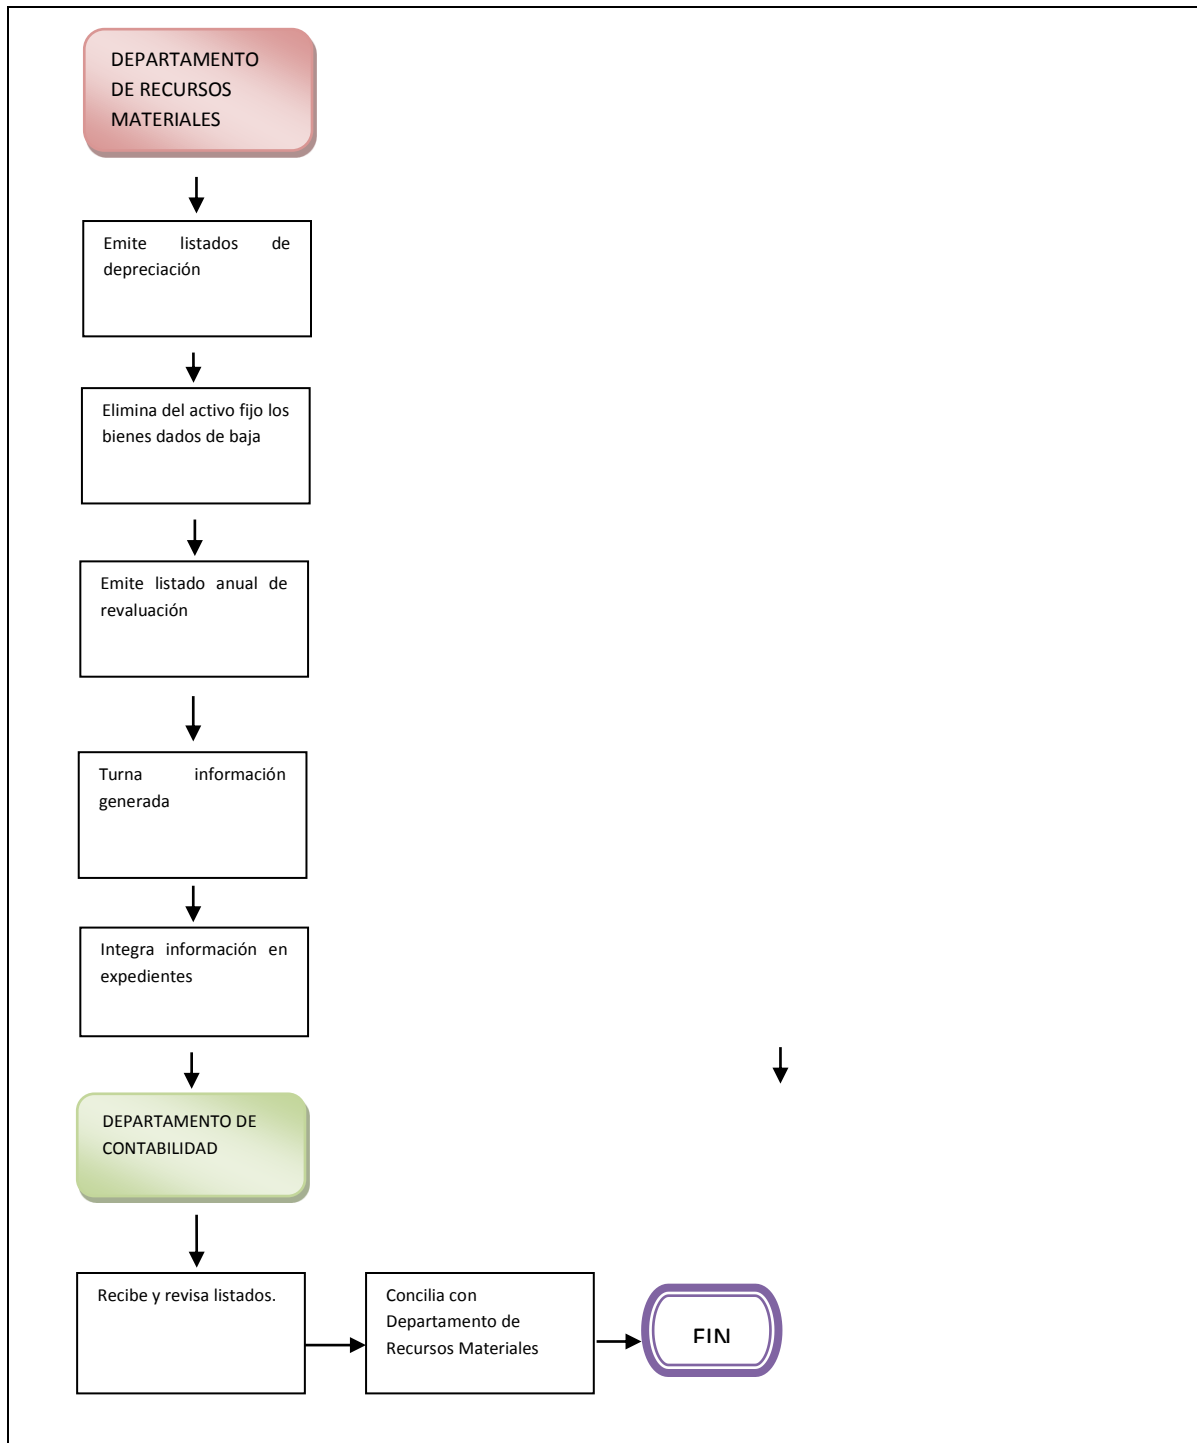 DEPARTAMENTO
DE RECURSOS
MATERIALES
Emite listados de
depreciación
Elimina del activo fijo los
bienes dados de baja
Emite listado anual de
revaluación
Turna información
generada
Integra información en
expedientes
DEPARTAMENTO DE
CONTABILIDAD
Recibe y revisa listados.
Concilia con
Departamento de
Recursos Materiales
FIN